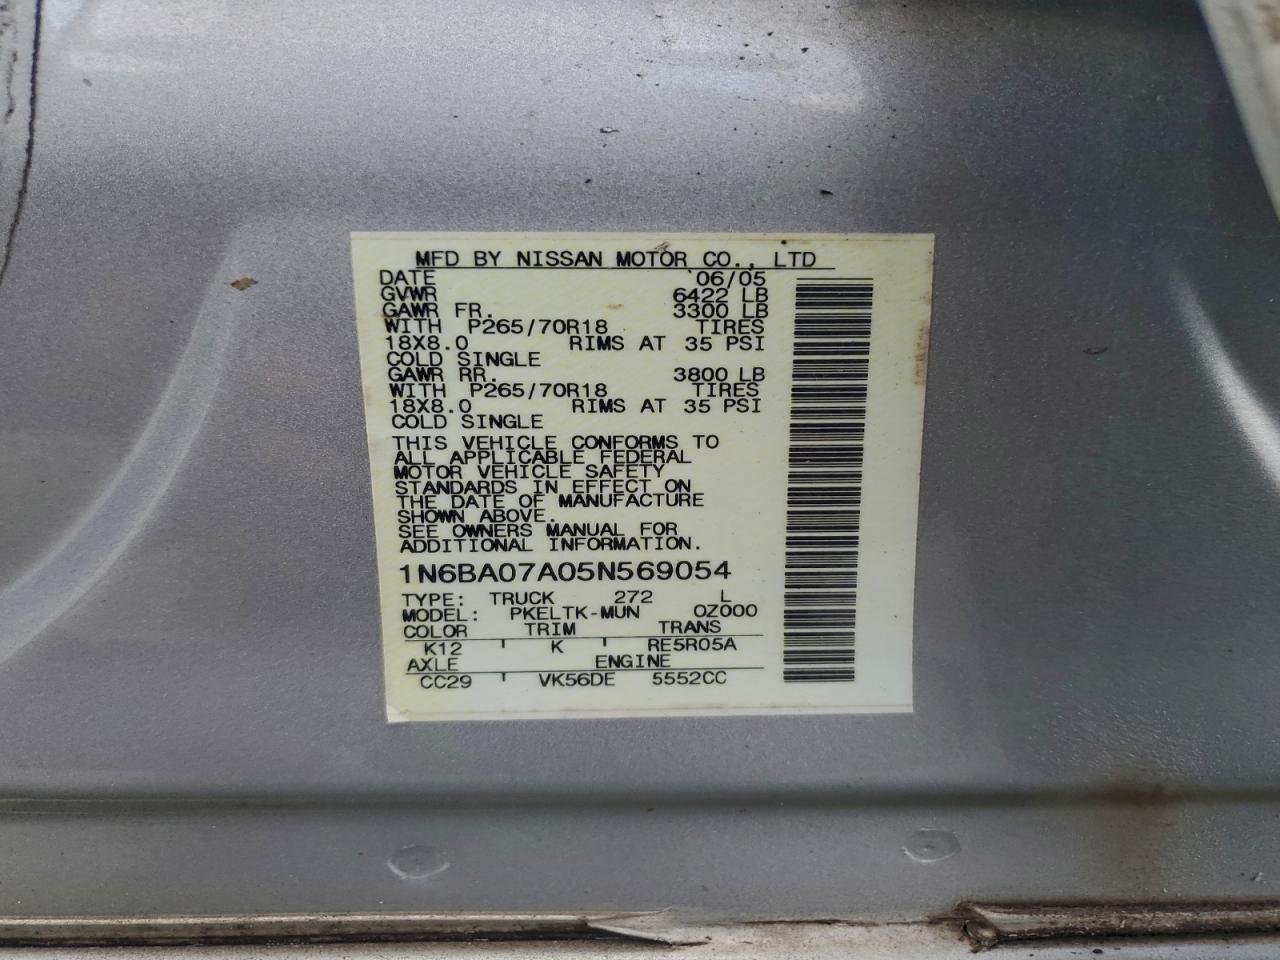 MFD BY NISSAN MOTOR CO., LTD
DATE 06/05
GVWR 6422 LB
GAWR FR. 3300 LB
WITH P265/70R18 TIRES
18X8.0 RIMS AT 35 PSI
COLD SINGLE
GAWR RR. 3800 LB
WITH P265/70R18 TIRES
18X8.0 RIMS AT 35 PSI
COLD SINGLE
THIS VEHICLE CONFORMS TO
ALL APPLICABLE FEDERAL
MOTOR VEHICLE SAFETY
STANDARDS IN EFFECT ON
THE DATE OF MANUFACTURE
SHOWN ABOVE.
SEE OWNERS MANUAL FOR
ADDITIONAL INFORMATION.
1N6BA07A05N569054
TYPE: TRUCK 272 L
MODEL: PKELTK-MUN 0Z000
COLOR TRIM TRANS
K12 K RE5R05A
AXLE ENGINE
CC29 VK56DE 5552CC